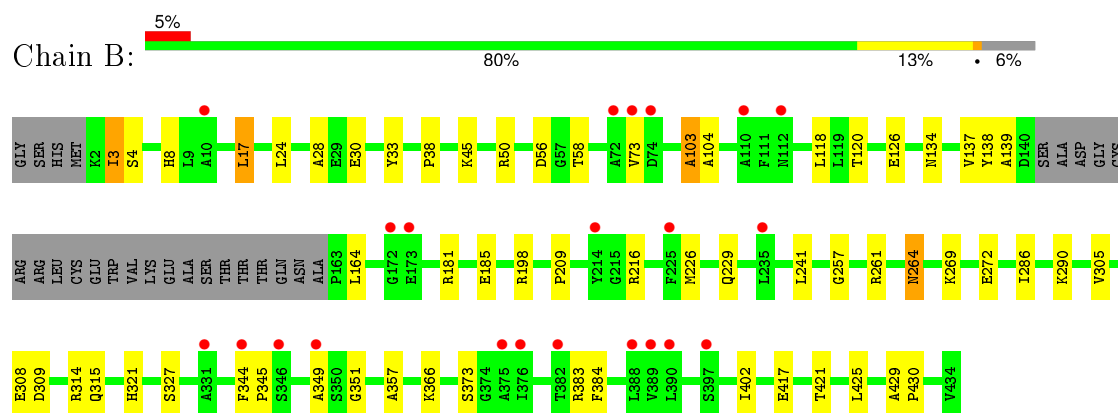 5%
Chain B:
80% 13% • 6%
GLY SER HIS MET K2 I3 S4 H8 L9 A10 L17 L24 A28 E29 E30 Y33 P38 K45 R50 D56 G57 T58 A72 V73 D74 A103 A104 A110 F111 N112 L118 L119 T120 E126 N134 V137 Y138 A139 D140 SER ALA ASP GLY CYS
ARG ARG LEU CYS GLU TRP VAL LYS GLU ALA SER THR THR THR GLN ASN ALA P163 L164 G172 E173 R181 E185 R198 P209 Y214 G215 R216 F225 M226 Q229 L235 L241 G257 R261 N264 K269 E272 I286 K290 V305
E308 D309 R314 Q315 H321 S327 A331 F344 P345 S346 A349 S350 G351 A357 K366 S373 G374 A375 I376 T382 R383 F384 L388 V389 L390 S397 I402 E417 T421 L425 A429 P430 V434